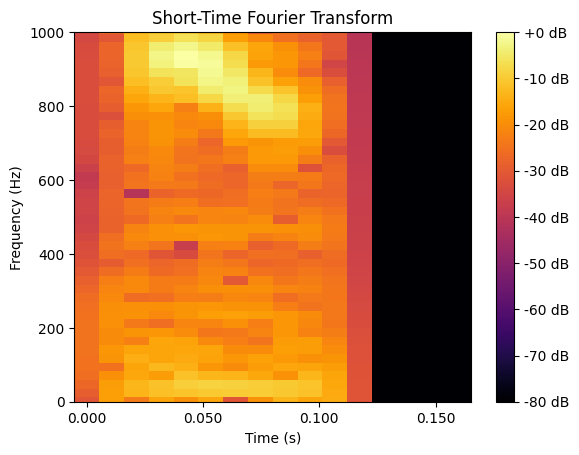 Short-Time Fourier Transform
1000
800
600
400
200
0
Frequency (Hz)
0.000
0.050
0.100
0.150
Time (s)
+0 dB
-10 dB
-20 dB
-30 dB
-40 dB
-50 dB
-60 dB
-70 dB
-80 dB